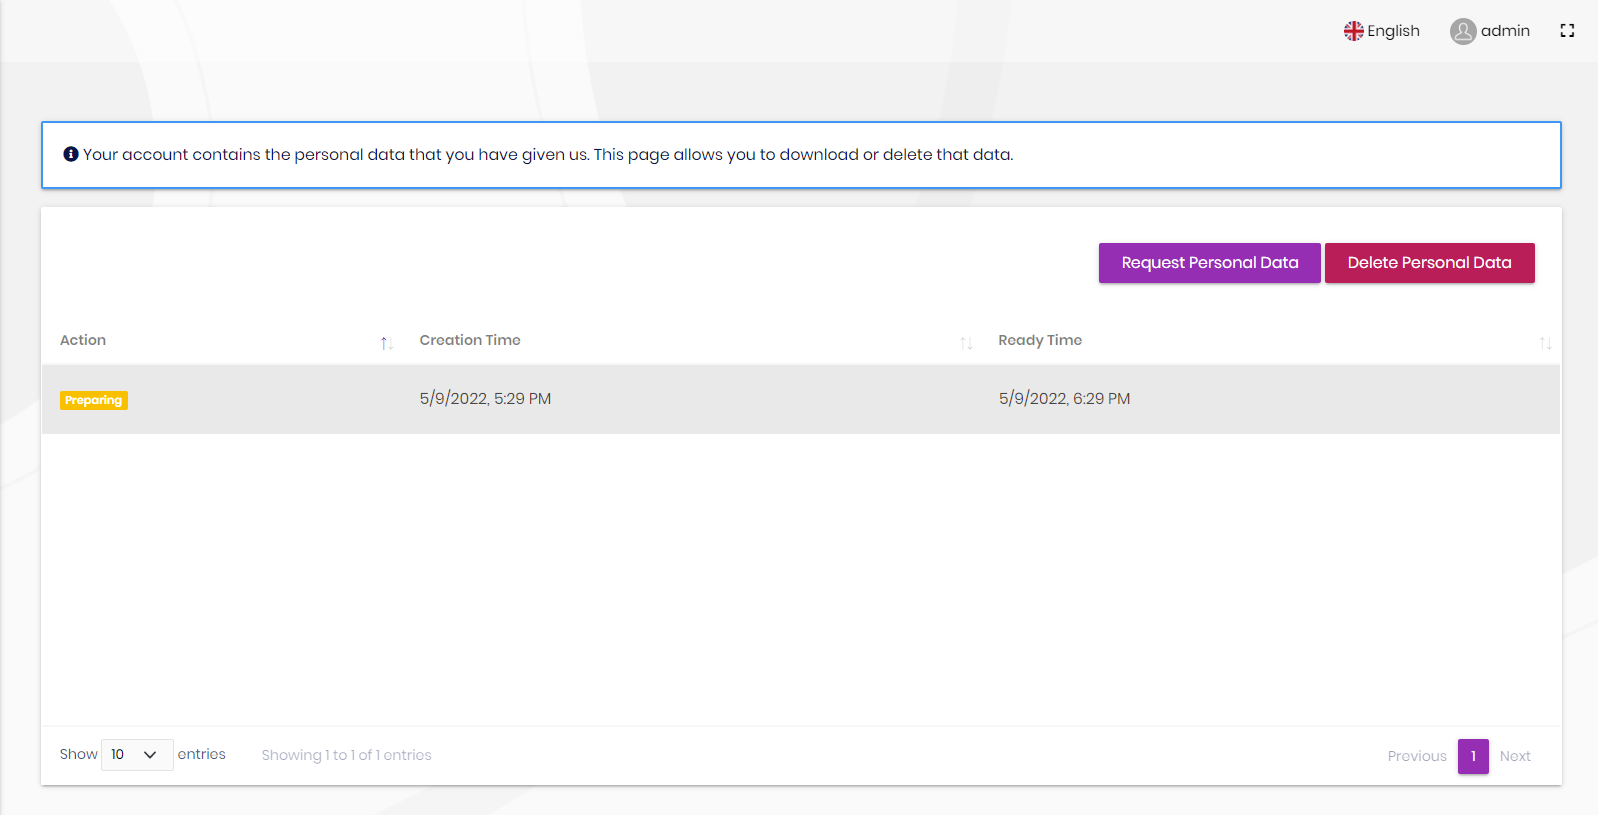 English admin
Your account contains the personal data that you have given us. This page allows you to download or delete that data.
Request Personal Data Delete Personal Data
Action Creation Time Ready Time
Preparing 5/9/2022, 5:29 PM 5/9/2022, 6:29 PM
Show 10 entries Showing 1 to 1 of 1 entries Previous 1 Next